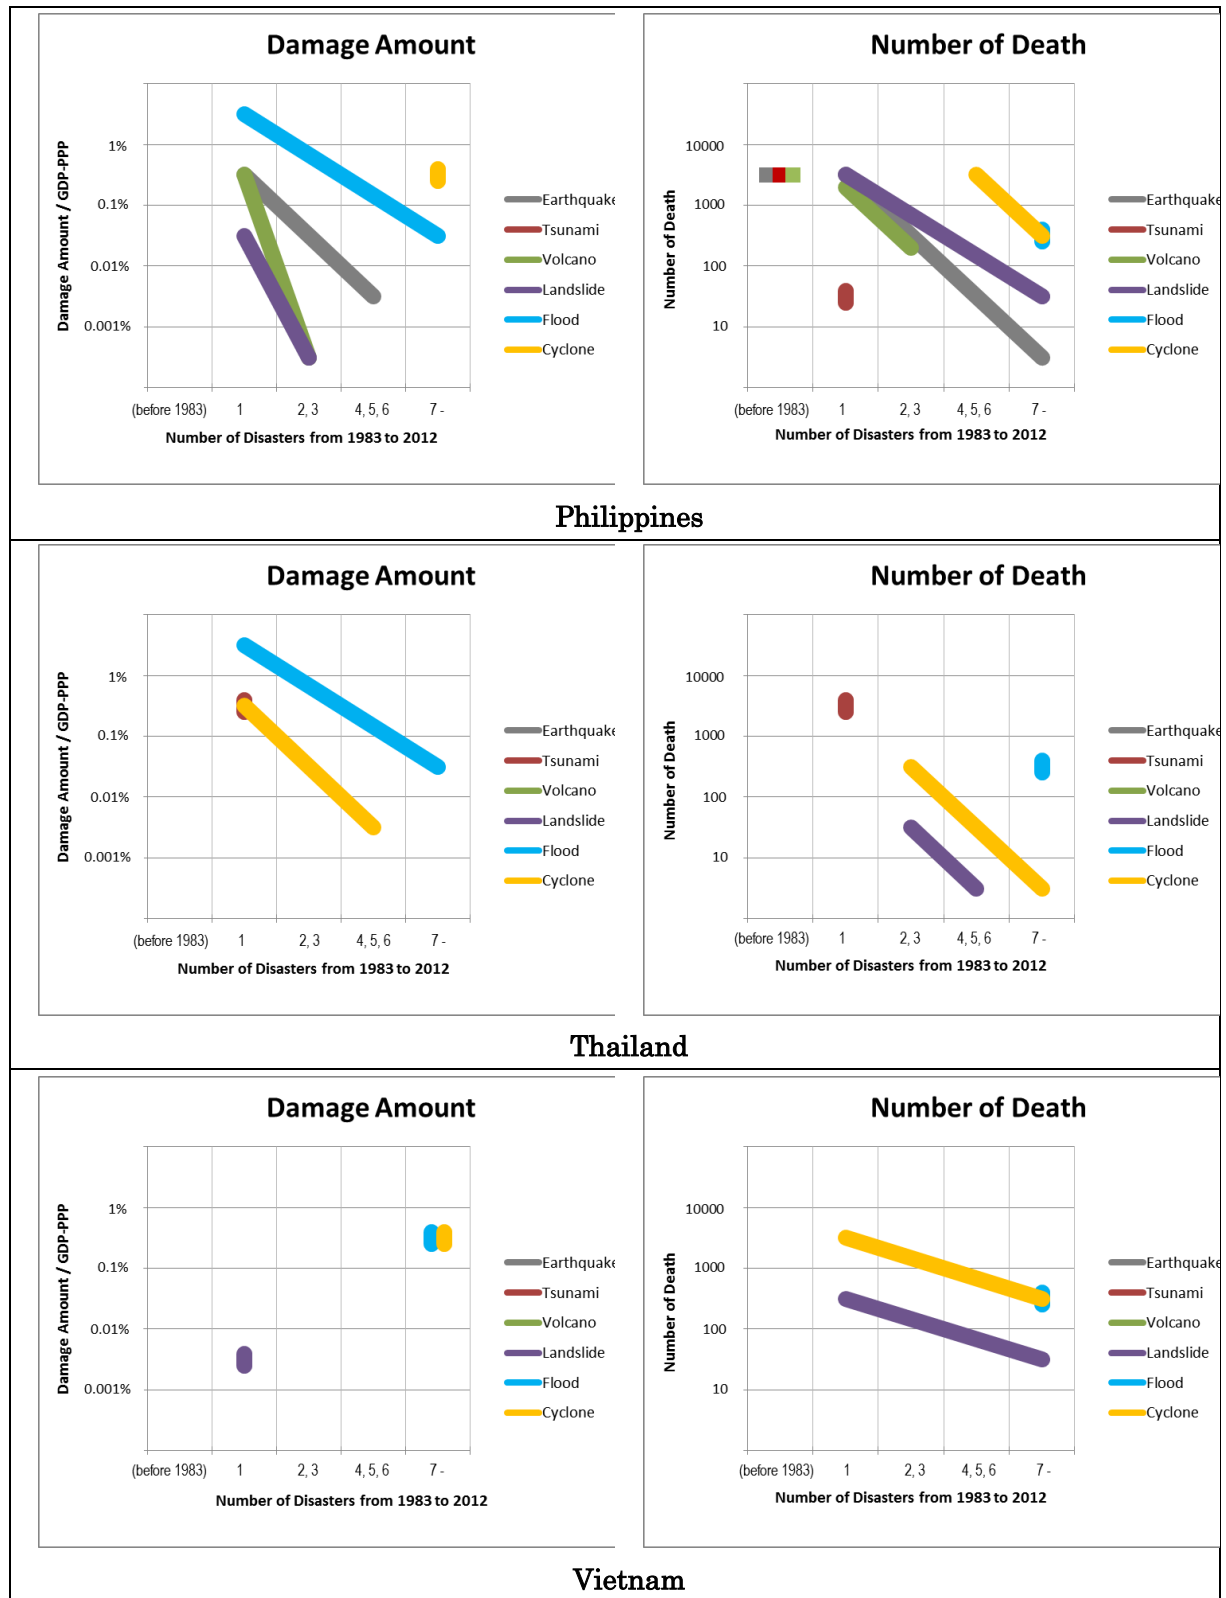 Damage Amount
Damage Amount / GDP-PPP
1%
0.1%
0.01%
0.001%
(before 1983) 1 2, 3 4, 5, 6 7 -
Number of Disasters from 1983 to 2012
Earthquake
Tsunami
Volcano
Landslide
Flood
Cyclone
Number of Death
Number of Death
10000
1000
100
10
(before 1983) 1 2, 3 4, 5, 6 7 -
Number of Disasters from 1983 to 2012
Earthquake
Tsunami
Volcano
Landslide
Flood
Cyclone
Philippines
Damage Amount
Damage Amount / GDP-PPP
1%
0.1%
0.01%
0.001%
(before 1983) 1 2, 3 4, 5, 6 7 -
Number of Disasters from 1983 to 2012
Earthquake
Tsunami
Volcano
Landslide
Flood
Cyclone
Number of Death
Number of Death
10000
1000
100
10
(before 1983) 1 2, 3 4, 5, 6 7 -
Number of Disasters from 1983 to 2012
Earthquake
Tsunami
Volcano
Landslide
Flood
Cyclone
Thailand
Damage Amount
Damage Amount / GDP-PPP
1%
0.1%
0.01%
0.001%
(before 1983) 1 2, 3 4, 5, 6 7 -
Number of Disasters from 1983 to 2012
Earthquake
Tsunami
Volcano
Landslide
Flood
Cyclone
Number of Death
Number of Death
10000
1000
100
10
(before 1983) 1 2, 3 4, 5, 6 7 -
Number of Disasters from 1983 to 2012
Earthquake
Tsunami
Volcano
Landslide
Flood
Cyclone
Vietnam